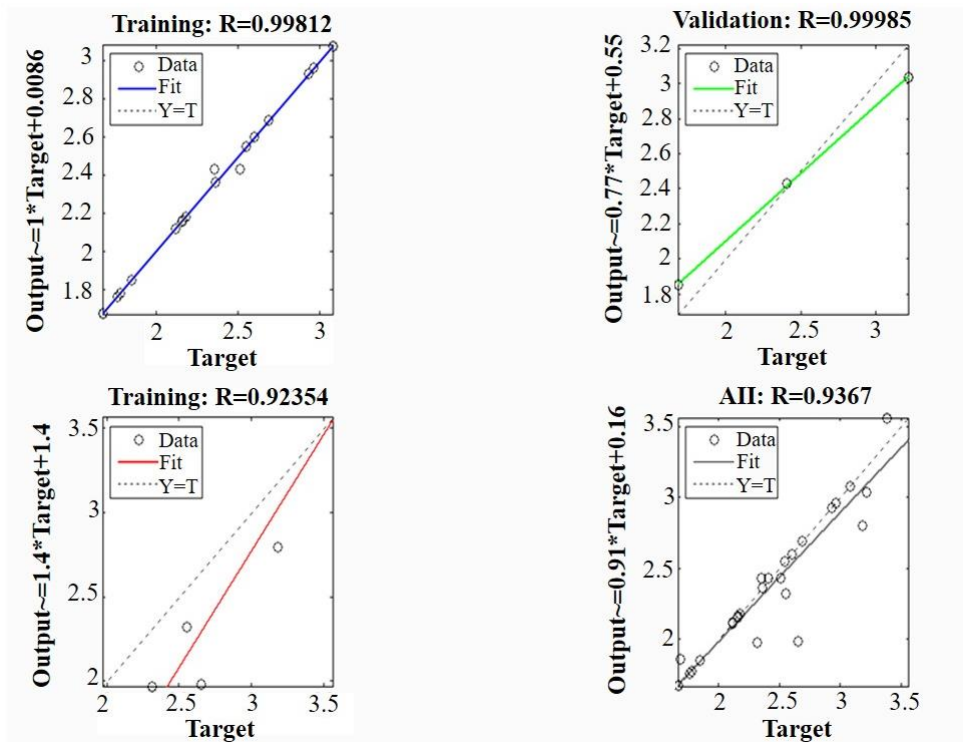 Training: R=0.99812
Output~=1*Target+0.0086
Data
Fit
Y=T
3
2.8
2.6
2.4
2.2
2
1.8
2 2.5 3
Target
Validation: R=0.99985
Output~=0.77*Target+0.55
Data
Fit
Y=T
3.2
3
2.8
2.6
2.4
2.2
2
1.8
2 2.5 3
Target
Training: R=0.92354
Output~=1.4*Target+1.4
Data
Fit
Y=T
3.5
3
2.5
2
2 2.5 3 3.5
Target
AII: R=0.9367
Output~=0.91*Target+0.16
Data
Fit
Y=T
3.5
3
2.5
2
2 2.5 3 3.5
Target